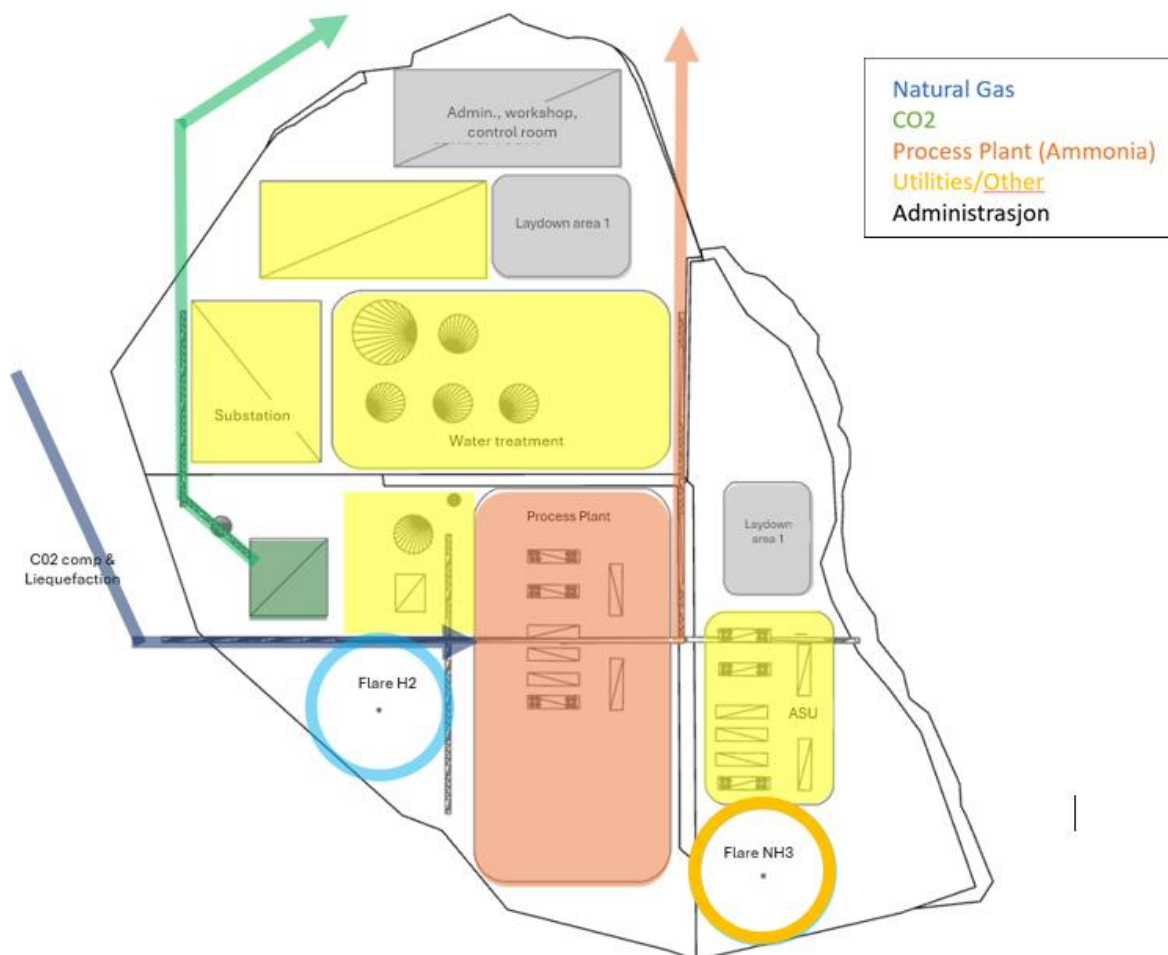 Natural Gas
CO2
Process Plant (Ammonia)
Utilities/Other
Administrasjon
Admin., workshop,
control room
Laydown area 1
Substation
Water treatment
Process Plant
Laydown
area 1
C02 comp &
Liequefaction
Flare H2
ASU
Flare NH3